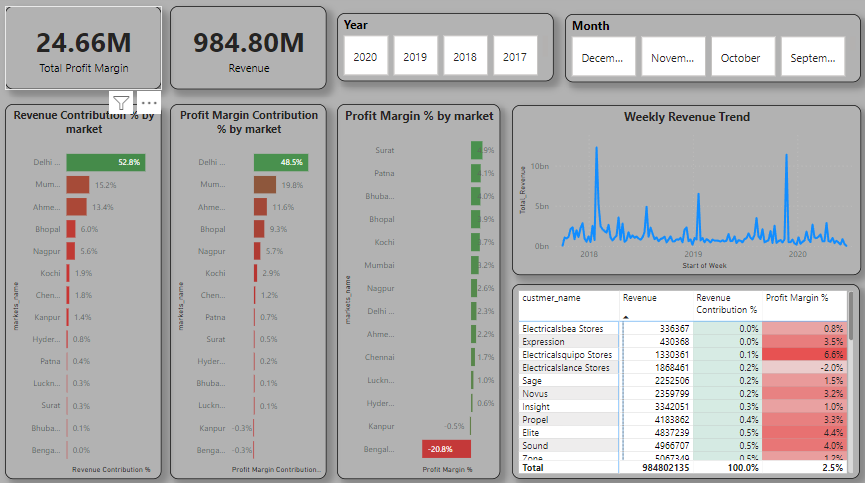 24.66M
Total Profit Margin
984.80M
Revenue
Year
2020
2019
2018
2017
Month
Decem...
Novem...
October
Septem...
Revenue Contribution % by
market
Delhi ... 52.8%
Mum... 15.2%
Ahme... 13.4%
Bhopal 6.0%
Nagpur 5.6%
Kochi 1.9%
Chen... 1.8%
Kanpur 1.4%
Hyder... 0.8%
Patna 0.4%
Luckn... 0.3%
Surat 0.3%
Bhuba... 0.1%
Benga... 0.0%
markets_name
Revenue Contribution %
Profit Margin Contribution
% by market
Delhi ... 48.5%
Mum... 19.8%
Ahme... 11.6%
Bhopal 9.3%
Nagpur 5.7%
Kochi 2.9%
Chen... 1.2%
Patna 0.7%
Surat 0.5%
Hyder... 0.2%
Bhuba... 0.1%
Luckn... 0.1%
Kanpur -0.3%
Benga... -0.3%
markets_name
Profit Margin Contribution...
Profit Margin % by market
Surat
Patna
Bhuba...
Bhopal
Kochi
Mumbai
Nagpur 2.6%
Delhi ... 2.3%
Ahme... 2.2%
Chennai 1.7%
Luckn... 1.0%
Hyder... 0.6%
Kanpur -0.5%
Bengal... -20.8%
markets_name
Profit Margin %
Weekly Revenue Trend
Total_Revenue
10bn
5bn
0bn
2018 2019 2020
Start of Week
custmer_name Revenue Revenue Contribution % Profit Margin %
Electricalsbea Stores 336367 0.0% 0.8%
Expression 430368 0.0% 3.5%
Electricalsquipo Stores 1330361 0.1% 6.6%
Electricalslance Stores 1868461 0.2% -2.0%
Sage 2252506 0.2% 1.5%
Novus 2359799 0.2% 3.2%
Insight 3342051 0.3% 1.0%
Propel 4183862 0.4% 3.3%
Elite 4837239 0.5% 4.4%
Sound 4966707 0.5% 4.0%
Zone 5067349 0.5% 1.2%
Total 984802135 100.0% 2.5%